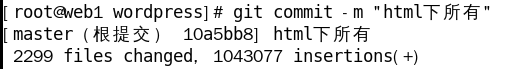 [root@web1 wordpress]# git commit -m "html下所有"
[master（根提交） 10a5bb8] html下所有
 2299 files changed, 1043077 insertions(+)